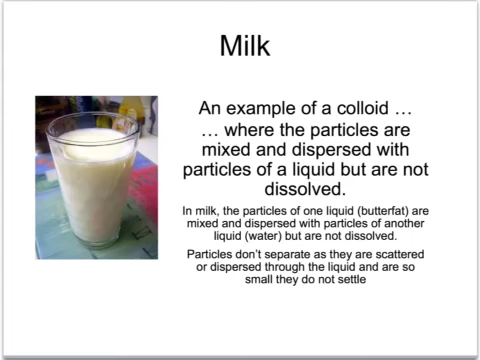 Milk
An example of a colloid …
… where the particles are
mixed and dispersed with
particles of a liquid but are not
dissolved.
In milk, the particles of one liquid (butterfat) are
mixed and dispersed with particles of another
liquid (water) but are not dissolved.
Particles don't separate as they are scattered
or dispersed through the liquid and are so
small they do not settle